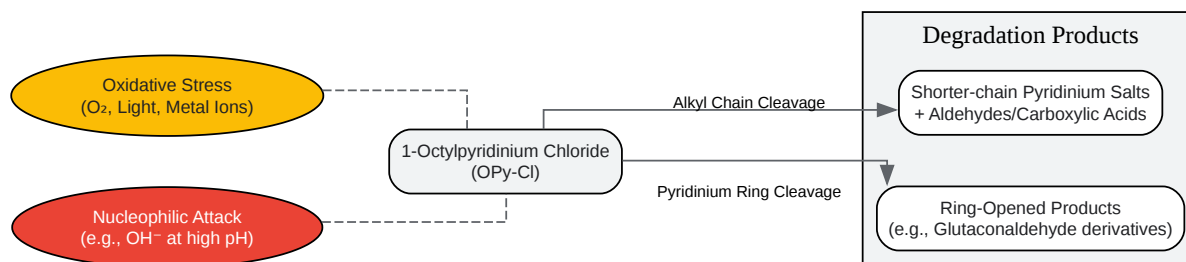 Degradation Products
Oxidative Stress
(O₂, Light, Metal Ions)
Alkyl Chain Cleavage
Shorter-chain Pyridinium Salts
+ Aldehydes/Carboxylic Acids
1-Octylpyridinium Chloride
(OPy-Cl)
Pyridinium Ring Cleavage
Nucleophilic Attack
(e.g., OH⁻ at high pH)
Ring-Opened Products
(e.g., Glutaconaldehyde derivatives)